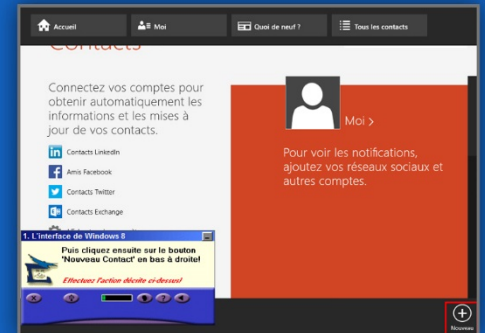 Accueil
Moi
Quoi de neuf ?
Tous les contacts
Contacts
Connectez vos comptes pour
obtenir automatiquement les
informations et les mises à
jour de vos contacts.
Contacts LinkedIn
Amis Facebook
Contacts Twitter
Contacts Exchange
Moi >
Pour voir les notifications,
ajoutez vos réseaux sociaux et
autres comptes.
1. L'interface de Windows 8
Puis cliquez ensuite sur le bouton
'Nouveau Contact' en bas à droite!
Effectuez l'action décrite ci-dessus!
Nouveau